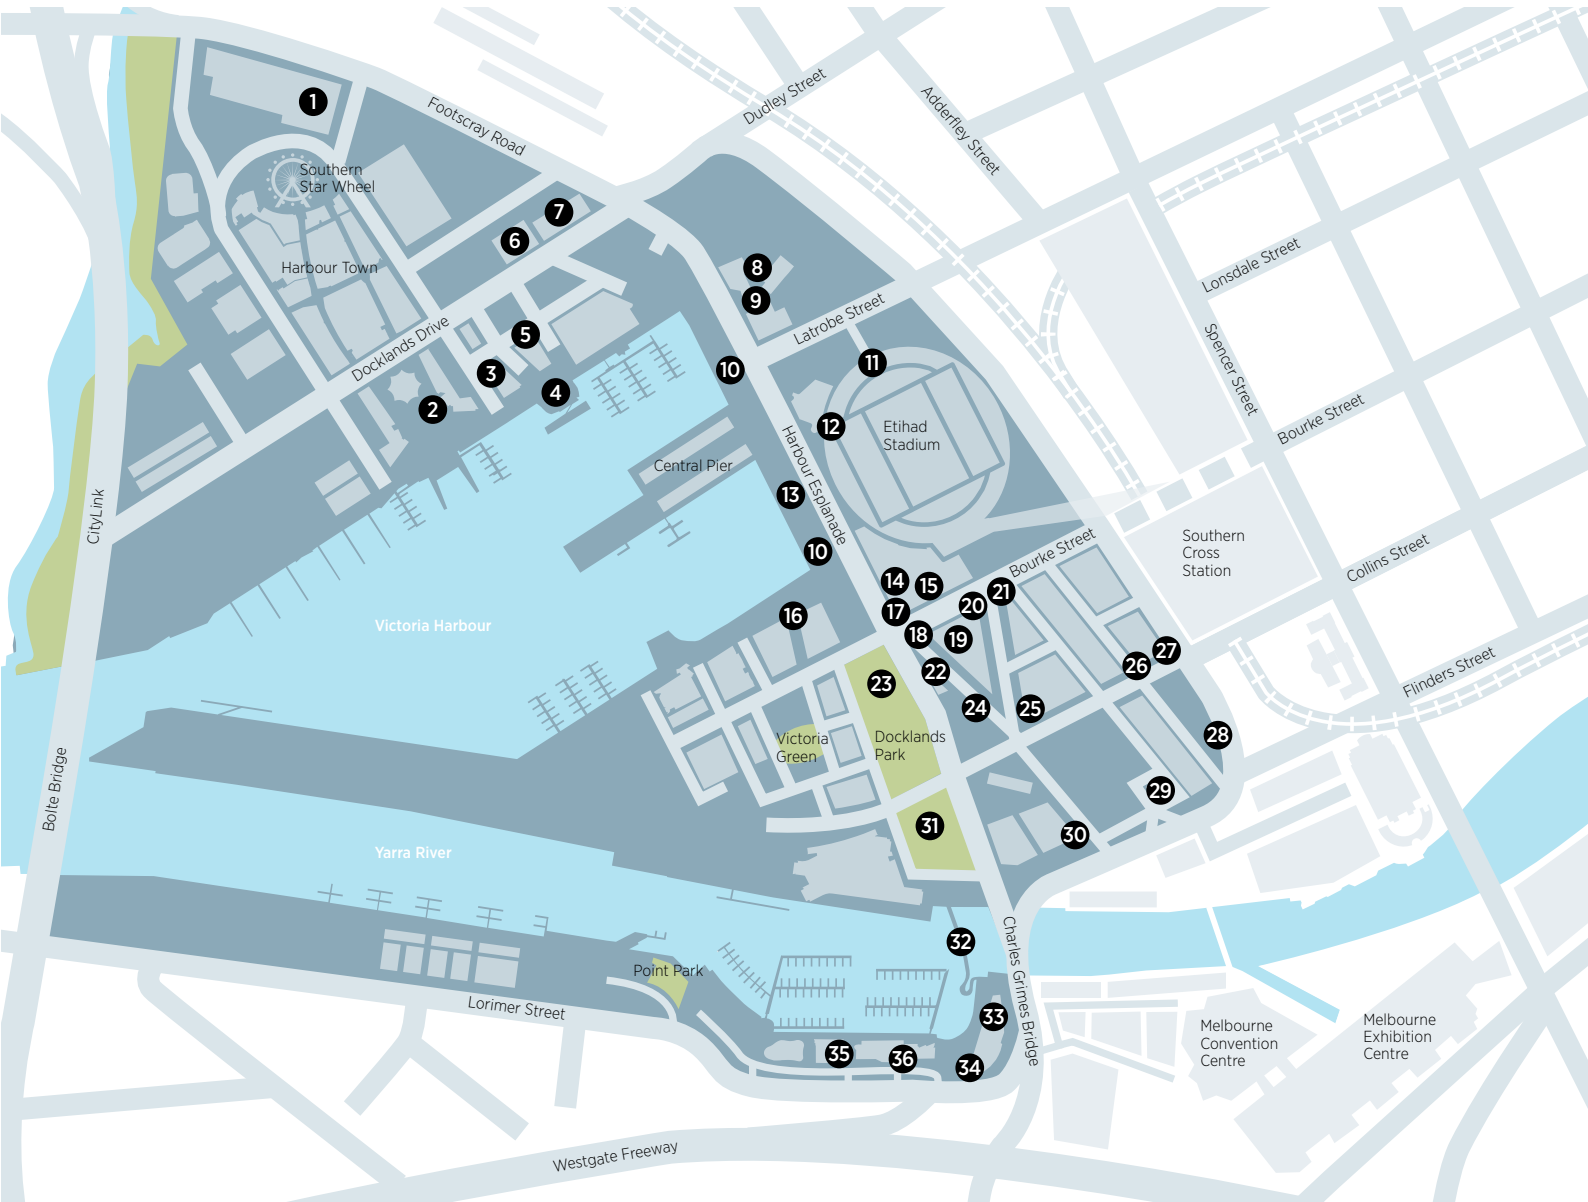 1
Footscray Road
Dudley Street
Adderfley Street
Southern
Star Wheel
7
6
Harbour Town
8
9
Lonsdale Street
Latrobe Street
5
Docklands Drive
3
4
2
10
11
12
Etihad
Stadium
Spencer Street
Bourke Street
Central Pier
13
Harbour Esplanade
CityLink
10
Bourke Street
Southern
Cross
Station
Collins Street
14
15
17
20
21
16
18
19
Victoria Harbour
22
23
24
25
26
27
Flinders Street
28
Victoria
Green
Docklands
Park
Bolte Bridge
29
31
30
Yarra River
32
Charles Grimes Bridge
Point Park
Lorimer Street
33
35
36
34
Melbourne
Convention
Centre
Melbourne
Exhibition
Centre
Westgate Freeway